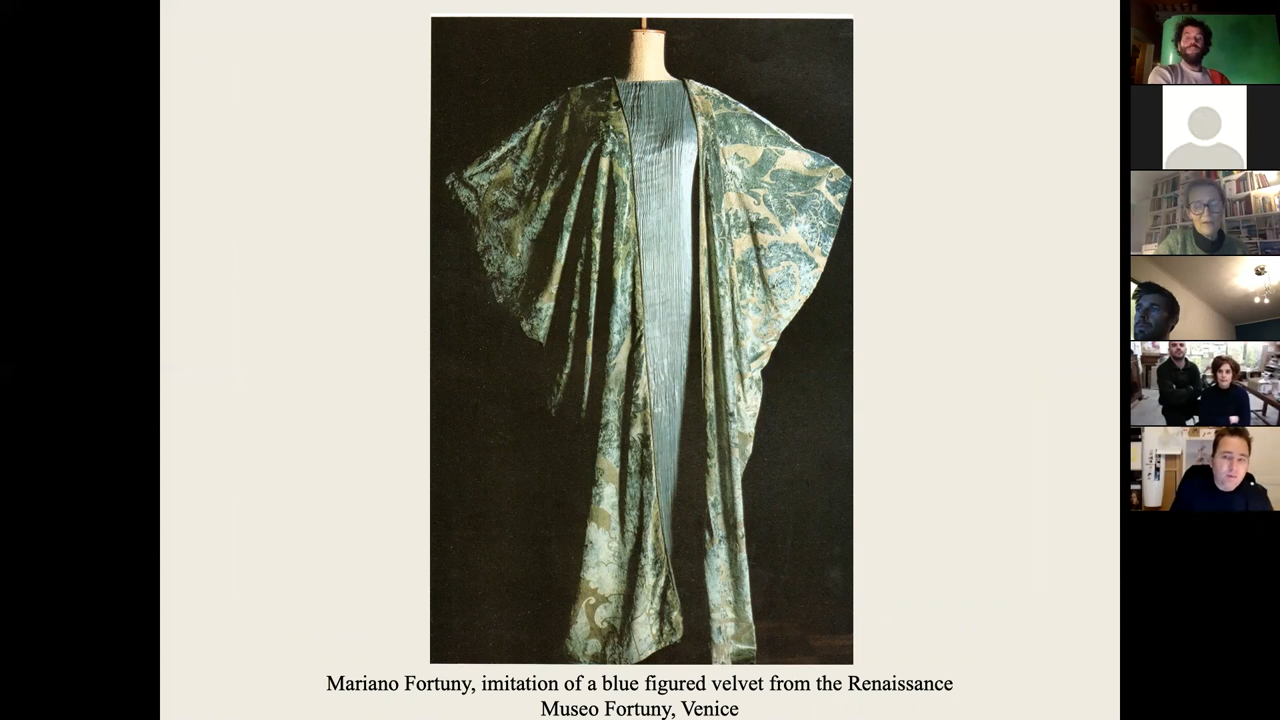 Mariano Fortuny, imitation of a blue figured velvet from the Renaissance
Museo Fortuny, Venice